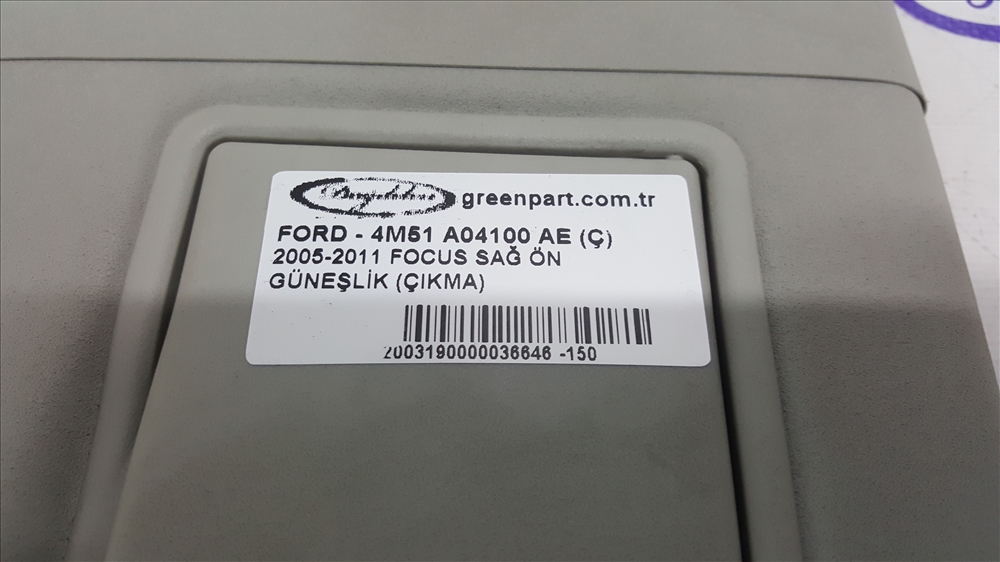 greenpart.com.tr
FORD - 4M51 A04100 AE (Ç)
2005-2011 FOCUS SAĞ ÖN
GÜNEŞLİK (ÇIKMA)
2003190000036646 -150